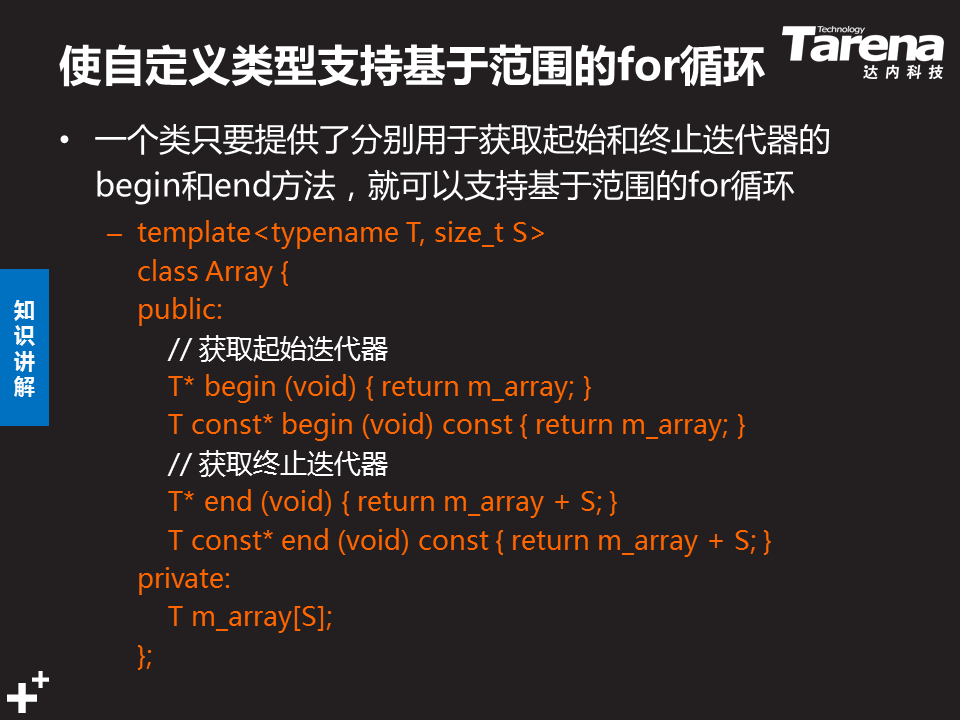 使自定义类型支持基于范围的for循环
Technology
Tarena
达内科技
• 一个类只要提供了分别用于获取起始和终止迭代器的
begin和end方法，就可以支持基于范围的for循环
– template<typename T, size_t S>
class Array {
public:
// 获取起始迭代器
T* begin (void) { return m_array; }
T const* begin (void) const { return m_array; }
// 获取终止迭代器
T* end (void) { return m_array + S; }
T const* end (void) const { return m_array + S; }
private:
T m_array[S];
};
知
识
讲
解